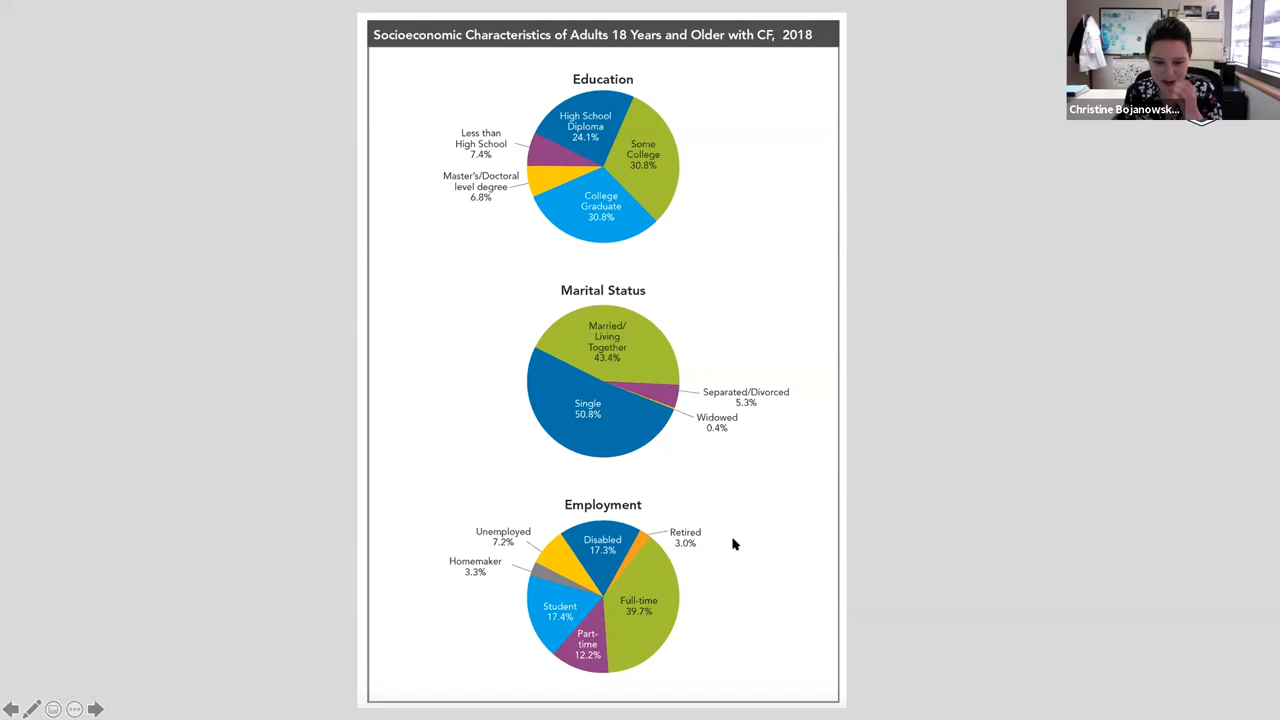 Socioeconomic Characteristics of Adults 18 Years and Older with CF, 2018
Christine Bojanowsk...
Education
High School
Diploma
24.1%
Some
College
30.8%
Less than
High School
7.4%
Master's/Doctoral
level degree
6.8%
College
Graduate
30.8%
Marital Status
Married/
Living
Together
43.4%
Separated/Divorced
5.3%
Widowed
0.4%
Single
50.8%
Employment
Unemployed
7.2%
Disabled
17.3%
Retired
3.0%
Homemaker
3.3%
Full-time
39.7%
Student
17.4%
Part-
time
12.2%